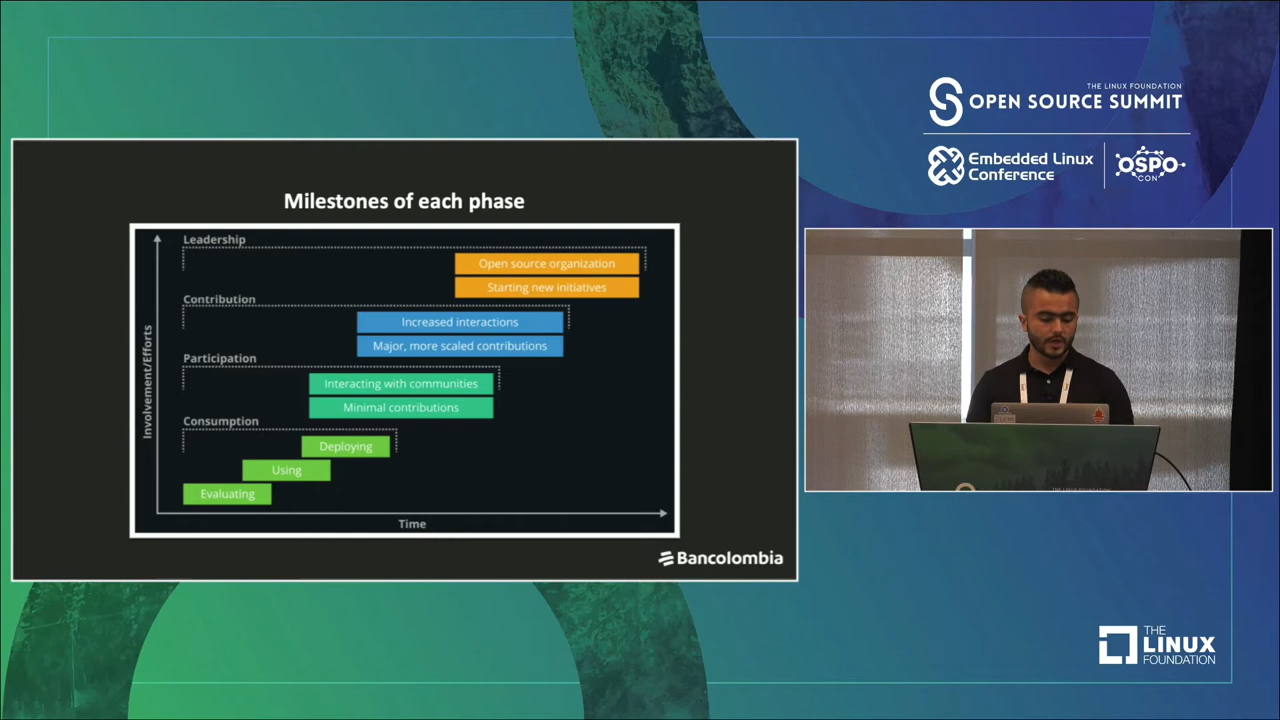 THE LINUX FOUNDATION
OPEN SOURCE SUMMIT
Embedded Linux
Conference
OSPO
CON
Milestones of each phase
Leadership
Open source organization
Starting new initiatives
Contribution
Increased interactions
Major, more scaled contributions
Participation
Interacting with communities
Minimal contributions
Consumption
Deploying
Using
Evaluating
Involvement/Efforts
Time
Bancolombia
THE
LINUX
FOUNDATION